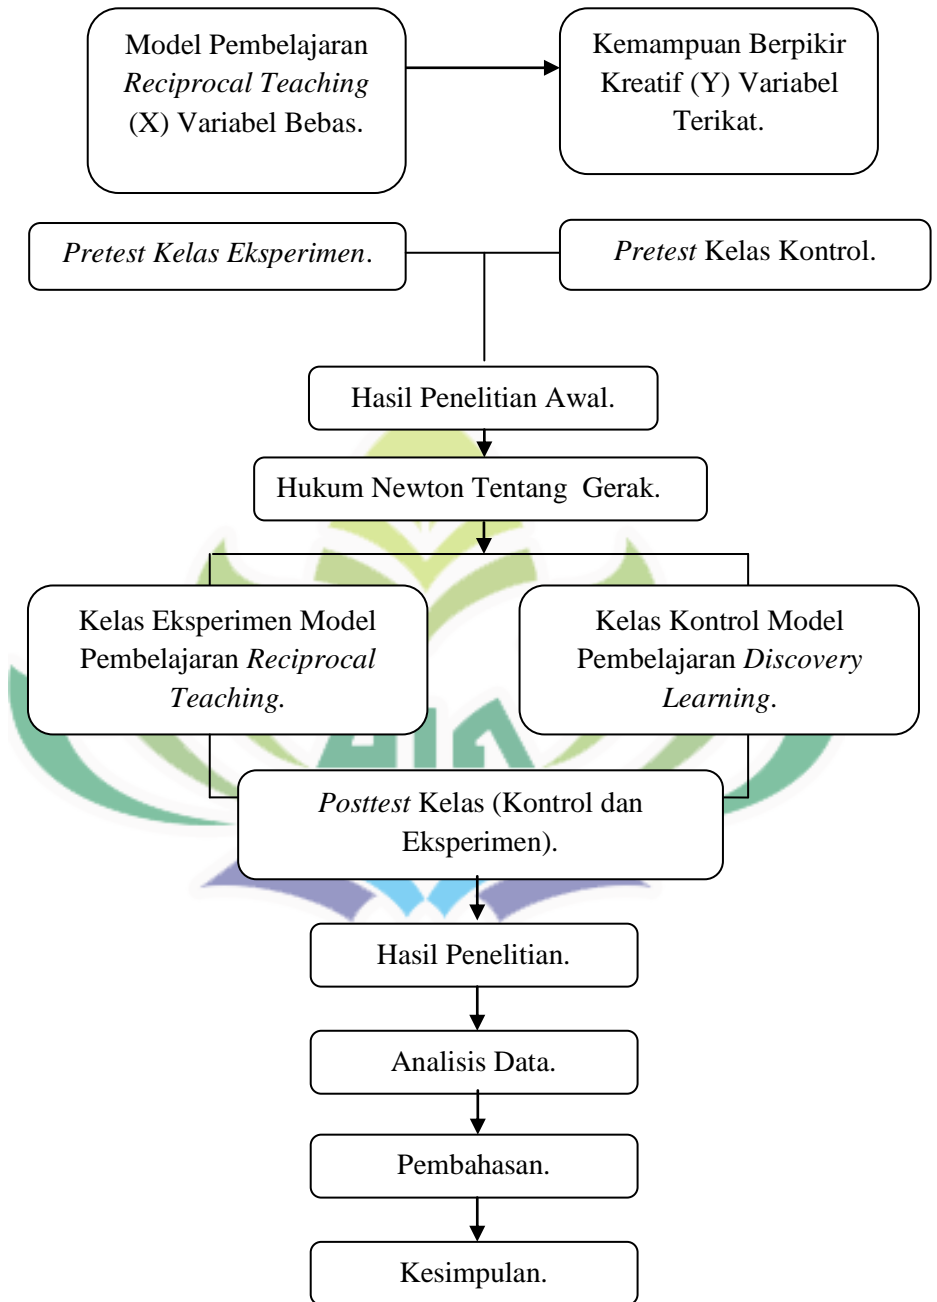 Model Pembelajaran
Reciprocal Teaching
(X) Variabel Bebas.
Kemampuan Berpikir
Kreatif (Y) Variabel
Terikat.
Pretest Kelas Eksperimen.
Pretest Kelas Kontrol.
Hasil Penelitian Awal.
Hukum Newton Tentang  Gerak.
Kelas Eksperimen Model
Pembelajaran Reciprocal
Teaching.
Kelas Kontrol Model
Pembelajaran Discovery
Learning.
Posttest Kelas (Kontrol dan
Eksperimen).
Hasil Penelitian.
Analisis Data.
Pembahasan.
Kesimpulan.